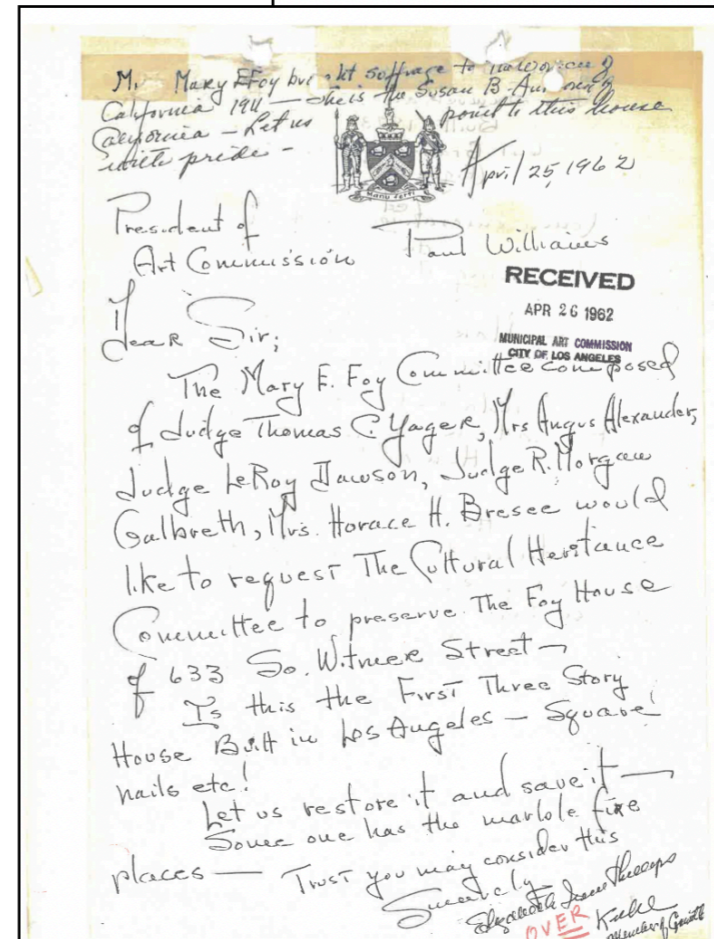 M. Mary E Foy suffrage to
California 1911 — She is the Susan B. of
California — Let us point to this house
with pride —
April 25, 1962
President of
Art Commission Paul Williams
RECEIVED
APR 26 1962
MUNICIPAL ART COMMISSION
CITY OF LOS ANGELES
Dear Sir;
The Mary E. Foy Committee composed
of Judge Thomas C. Yager, Mrs Angus Alexander,
Judge LeRoy Dawson, Judge R. Morgan
Galbreth, Mrs. Horace H. Bresee would
like to request The Cultural Heritance
Committee to preserve The Foy House
of 633 So. Witmer Street —
Is this the First Three Story
House Built in Los Angeles — Square
nails etc!
Let us restore it and save it —
Some one has the marble fire
places — Trust you may consider this
Sincerely
Elizabeth
OVER